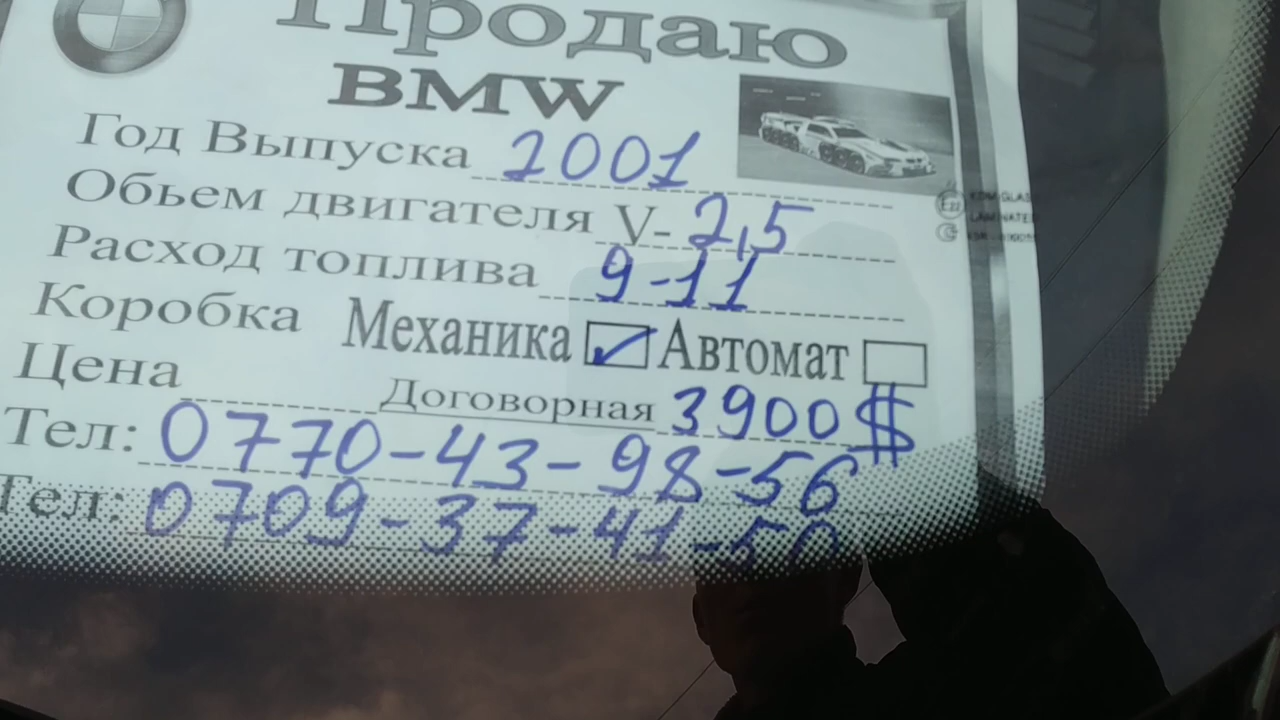 Продаю
BMW
Год Выпуска 2001
Обьем двигателя V- 2,5
Расход топлива 9-11
Коробка Механика Автомат
Цена Договорная 3900$
Тел: 0770-43-98-56
Тел: 0709-37-41-50